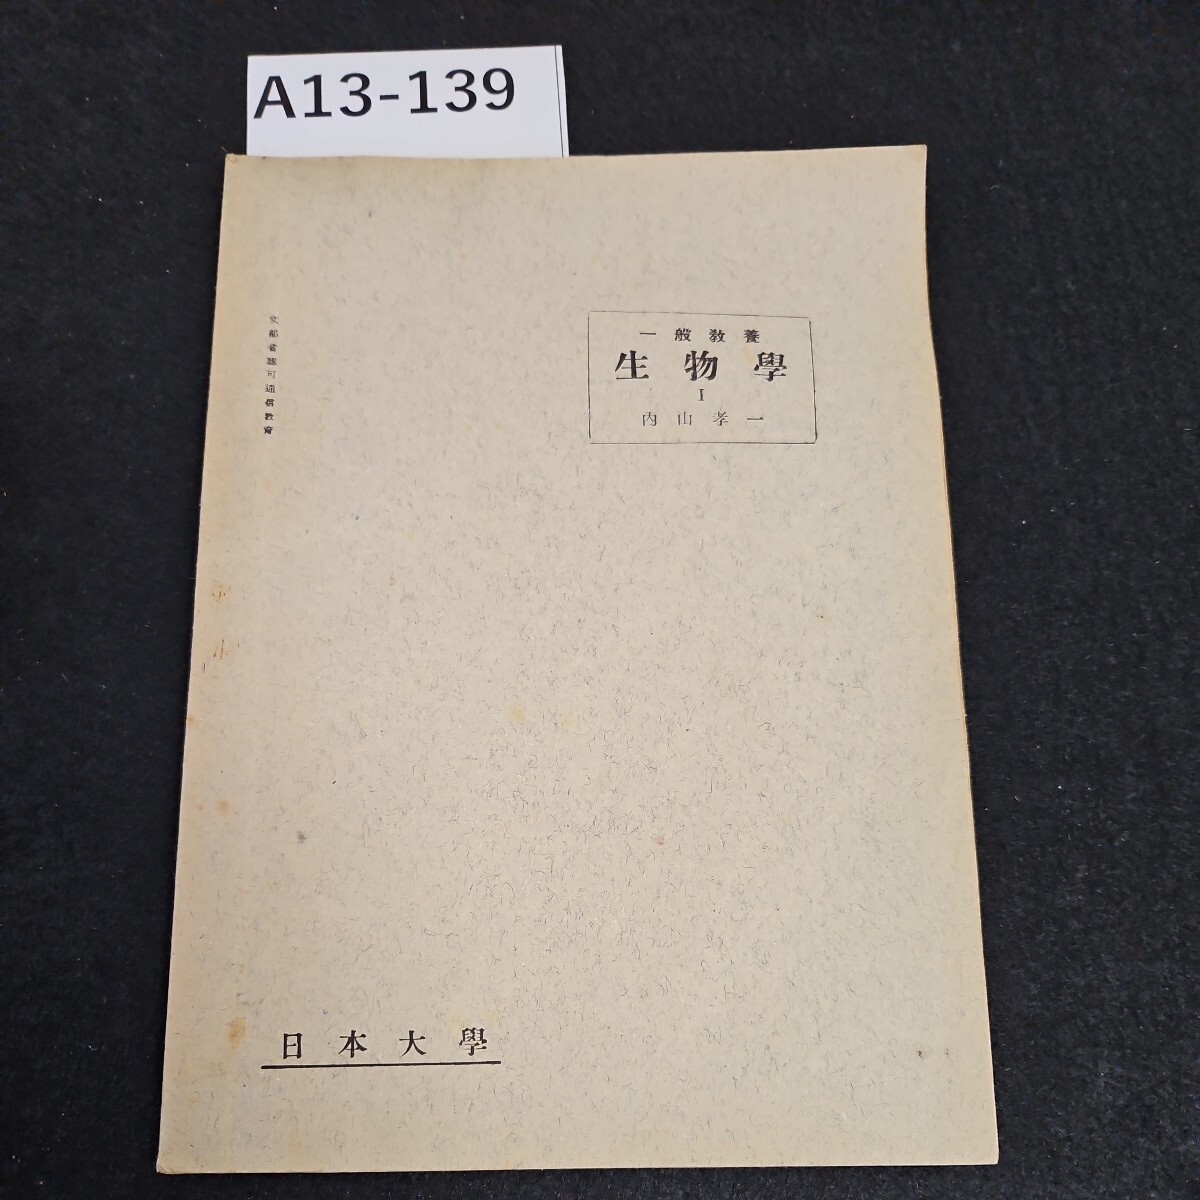 A13-139
一般教養
生物學
I
内山孝一
文部省認可通信教育
日本大學